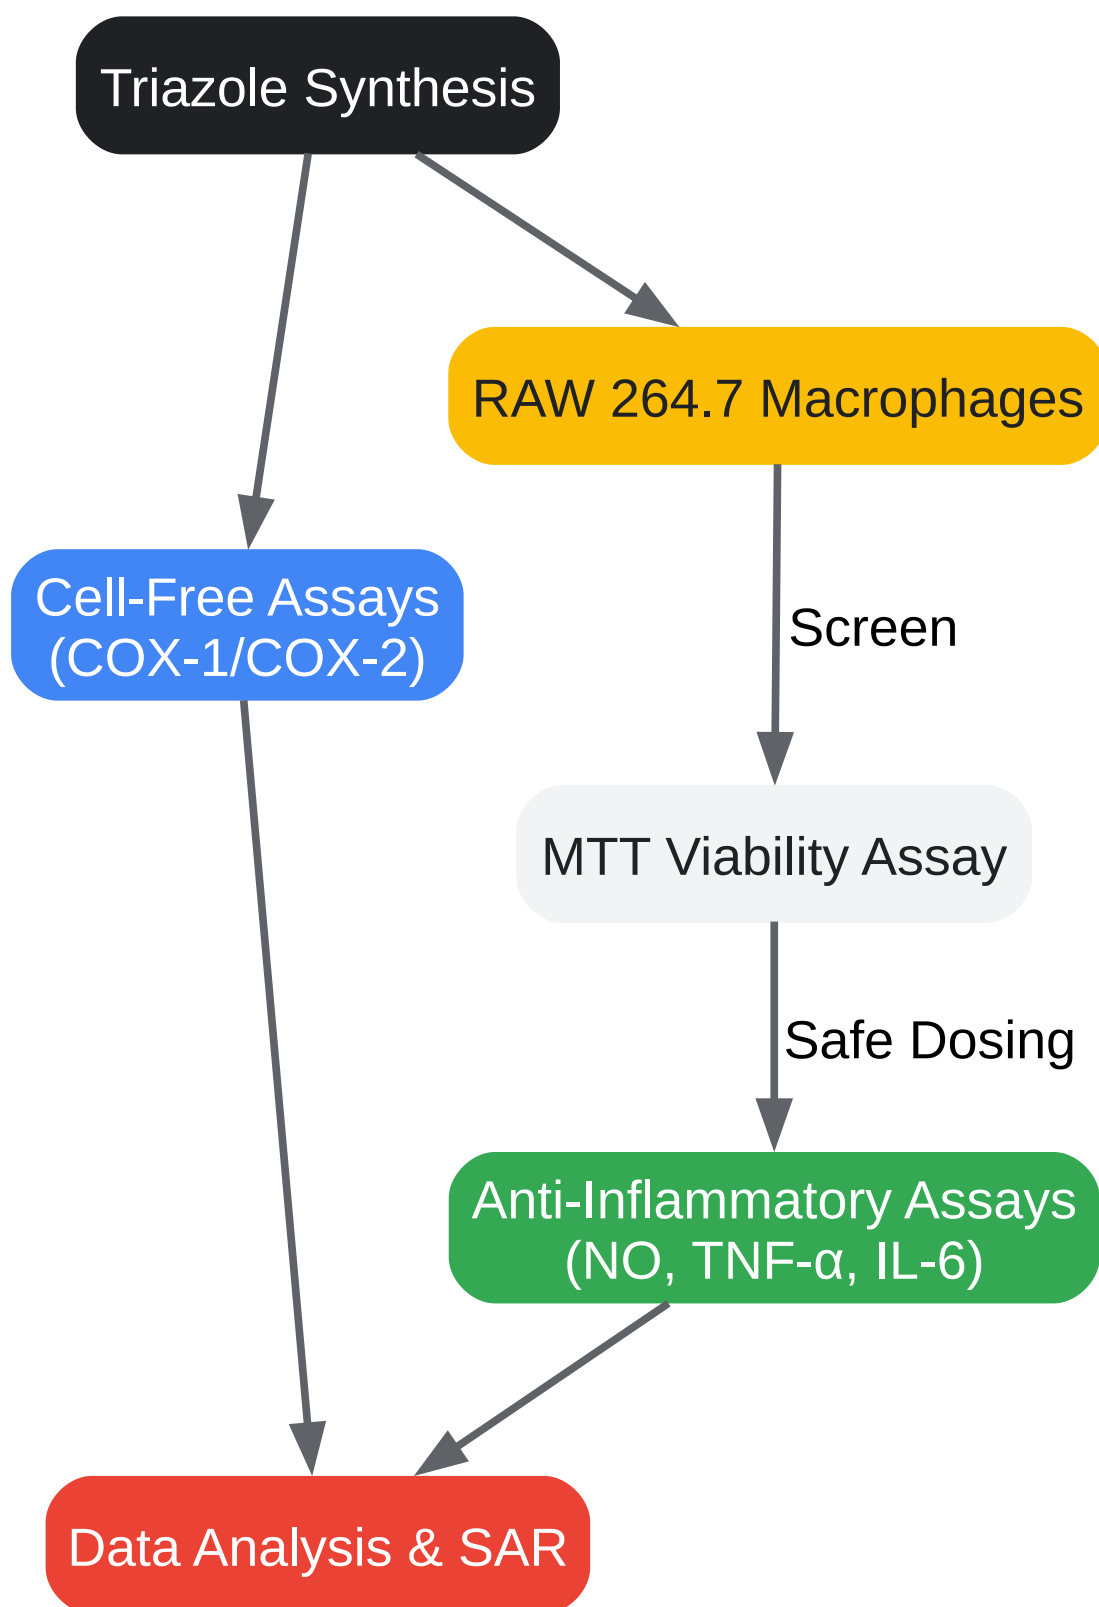 Triazole Synthesis
RAW 264.7 Macrophages
Cell-Free Assays
(COX-1/COX-2)
Screen
MTT Viability Assay
Safe Dosing
Anti-Inflammatory Assays
(NO, TNF-α, IL-6)
Data Analysis & SAR